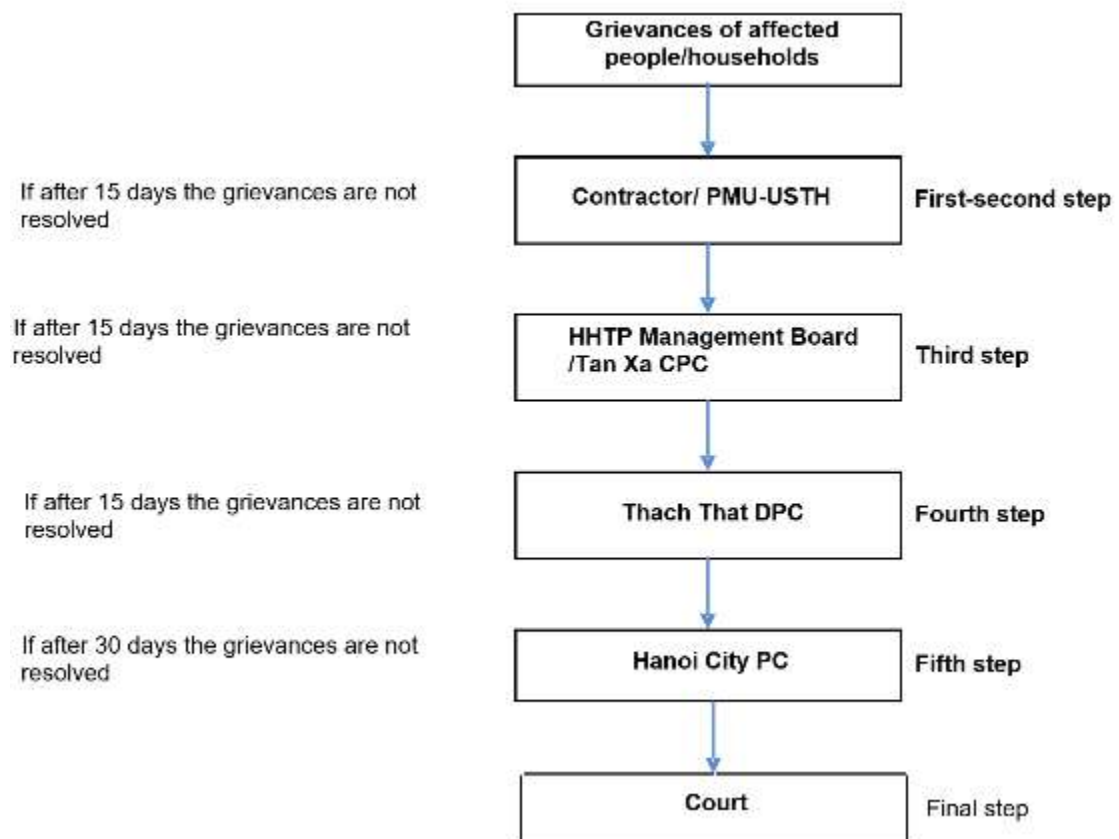 Grievances of affected
people/households
If after 15 days the grievances are not
resolved
Contractor/ PMU-USTH
First-second step
If after 15 days the grievances are not
resolved
HHTP Management Board
/Tan Xa CPC
Third step
If after 15 days the grievances are not
resolved
Thach That DPC
Fourth step
If after 30 days the grievances are not
resolved
Hanoi City PC
Fifth step
Court
Final step